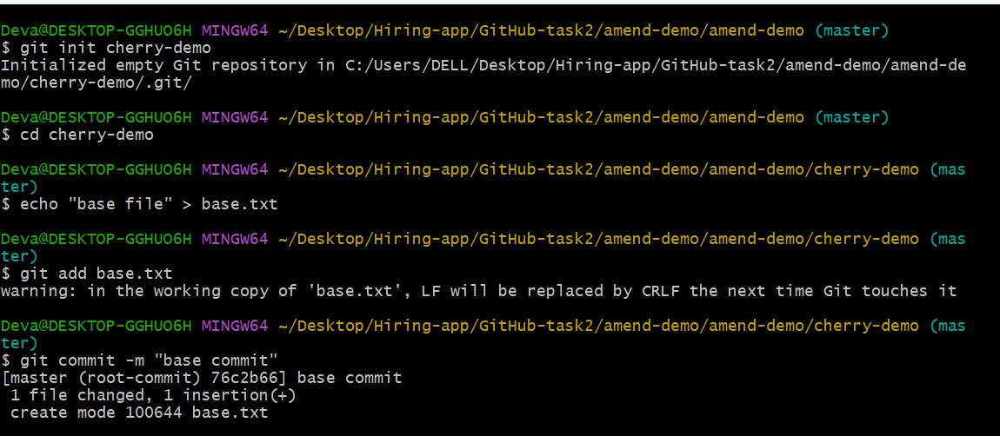 Deva@DESKTOP-GGHUO6H MINGW64 ~/Desktop/Hiring-app/GitHub-task2/amend-demo/amend-demo (master)
$ git init cherry-demo
Initialized empty Git repository in C:/Users/DELL/Desktop/Hiring-app/GitHub-task2/amend-demo/amend-de
mo/cherry-demo/.git/
Deva@DESKTOP-GGHUO6H MINGW64 ~/Desktop/Hiring-app/GitHub-task2/amend-demo/amend-demo (master)
$ cd cherry-demo
Deva@DESKTOP-GGHUO6H MINGW64 ~/Desktop/Hiring-app/GitHub-task2/amend-demo/amend-demo/cherry-demo (mas
ter)
$ echo "base file" > base.txt
Deva@DESKTOP-GGHUO6H MINGW64 ~/Desktop/Hiring-app/GitHub-task2/amend-demo/amend-demo/cherry-demo (mas
ter)
$ git add base.txt
warning: in the working copy of 'base.txt', LF will be replaced by CRLF the next time Git touches it
Deva@DESKTOP-GGHUO6H MINGW64 ~/Desktop/Hiring-app/GitHub-task2/amend-demo/amend-demo/cherry-demo (mas
ter)
$ git commit -m "base commit"
[master (root-commit) 76c2b66] base commit
 1 file changed, 1 insertion(+)
 create mode 100644 base.txt